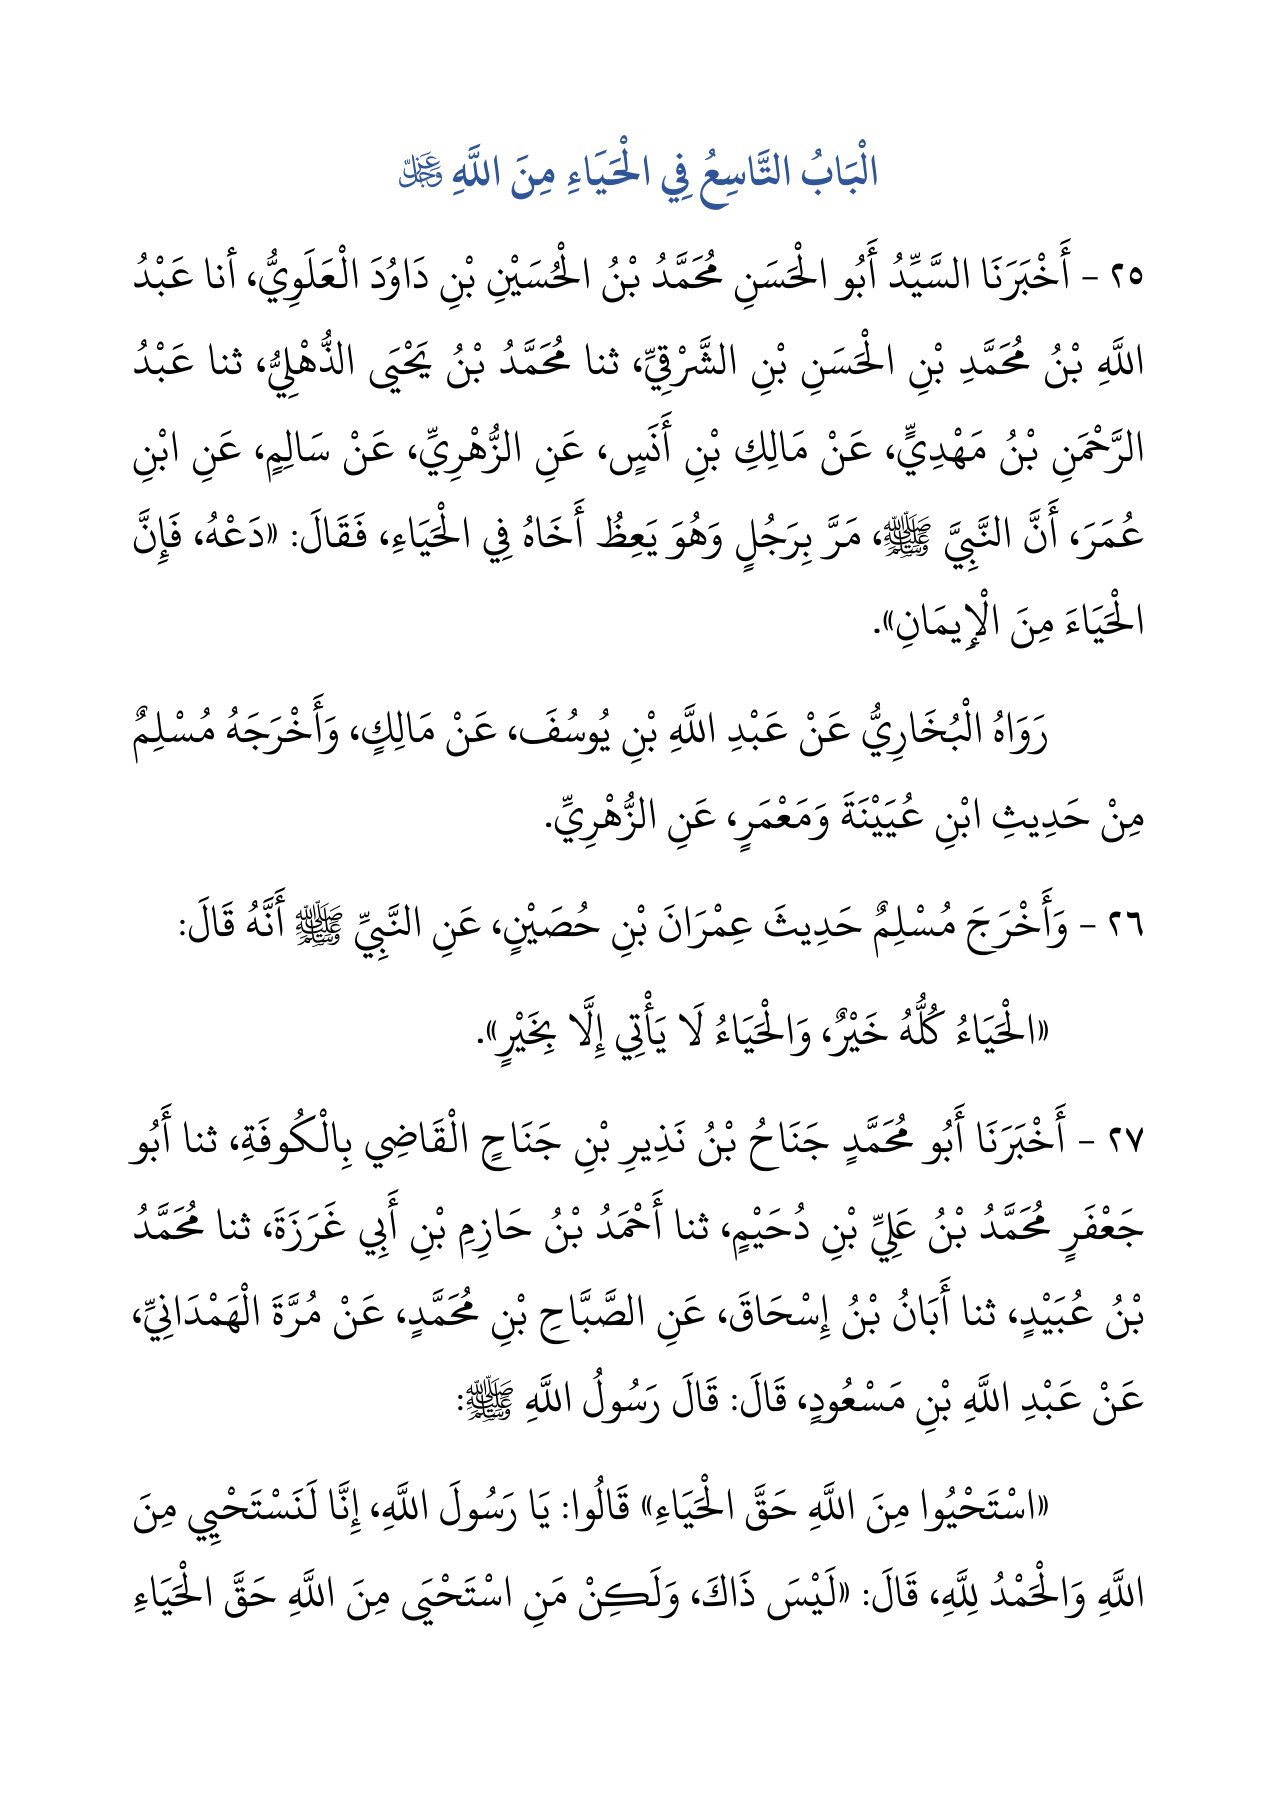 الْبَابُ التَّاسِعُ فِي الْحَيَاءِ مِنَ اللَّهِ ﷿
٢٥ - أَخْبَرَنَا السَّيِّدُ أَبُو الْحَسَنِ مُحَمَّدُ بْنُ الْحُسَيْنِ بْنِ دَاوُدَ الْعَلَوِيُّ، أنا عَبْدُ
اللَّهِ بْنُ مُحَمَّدِ بْنِ الْحَسَنِ بْنِ الشَّرْقِيِّ، ثنا مُحَمَّدُ بْنُ يَحْيَى الذُّهْلِيُّ، ثنا عَبْدُ
الرَّحْمَنِ بْنُ مَهْدِيٍّ، عَنْ مَالِكِ بْنِ أَنَسٍ، عَنِ الزُّهْرِيِّ، عَنْ سَالِمٍ، عَنِ ابْنِ
عُمَرَ، أَنَّ النَّبِيَّ ﷺ، مَرَّ بِرَجُلٍ وَهُوَ يَعِظُ أَخَاهُ فِي الْحَيَاءِ، فَقَالَ: «دَعْهُ، فَإِنَّ
الْحَيَاءَ مِنَ الْإِيمَانِ».
رَوَاهُ الْبُخَارِيُّ عَنْ عَبْدِ اللَّهِ بْنِ يُوسُفَ، عَنْ مَالِكٍ، وَأَخْرَجَهُ مُسْلِمٌ
مِنْ حَدِيثِ ابْنِ عُيَيْنَةَ وَمَعْمَرٍ، عَنِ الزُّهْرِيِّ.
٢٦ - وَأَخْرَجَ مُسْلِمٌ حَدِيثَ عِمْرَانَ بْنِ حُصَيْنٍ، عَنِ النَّبِيِّ ﷺ أَنَّهُ قَالَ:
«الْحَيَاءُ كُلُّهُ خَيْرٌ، وَالْحَيَاءُ لَا يَأْتِي إِلَّا بِخَيْرٍ».
٢٧ - أَخْبَرَنَا أَبُو مُحَمَّدٍ جَنَاحُ بْنُ نَذِيرِ بْنِ جَنَاحٍ الْقَاضِي بِالْكُوفَةِ، ثنا أَبُو
جَعْفَرٍ مُحَمَّدُ بْنُ عَلِيِّ بْنِ دُحَيْمٍ، ثنا أَحْمَدُ بْنُ حَازِمِ بْنِ أَبِي غَرَزَةَ، ثنا مُحَمَّدُ
بْنُ عُبَيْدٍ، ثنا أَبَانُ بْنُ إِسْحَاقَ، عَنِ الصَّبَّاحِ بْنِ مُحَمَّدٍ، عَنْ مُرَّةَ الْهَمْدَانِيِّ،
عَنْ عَبْدِ اللَّهِ بْنِ مَسْعُودٍ، قَالَ: قَالَ رَسُولُ اللَّهِ ﷺ:
«اسْتَحْيُوا مِنَ اللَّهِ حَقَّ الْحَيَاءِ» قَالُوا: يَا رَسُولَ اللَّهِ، إِنَّا لَنَسْتَحْيِي مِنَ
اللَّهِ وَالْحَمْدُ لِلَّهِ، قَالَ: «لَيْسَ ذَاكَ، وَلَكِنْ مَنِ اسْتَحْيَى مِنَ اللَّهِ حَقَّ الْحَيَاءِ